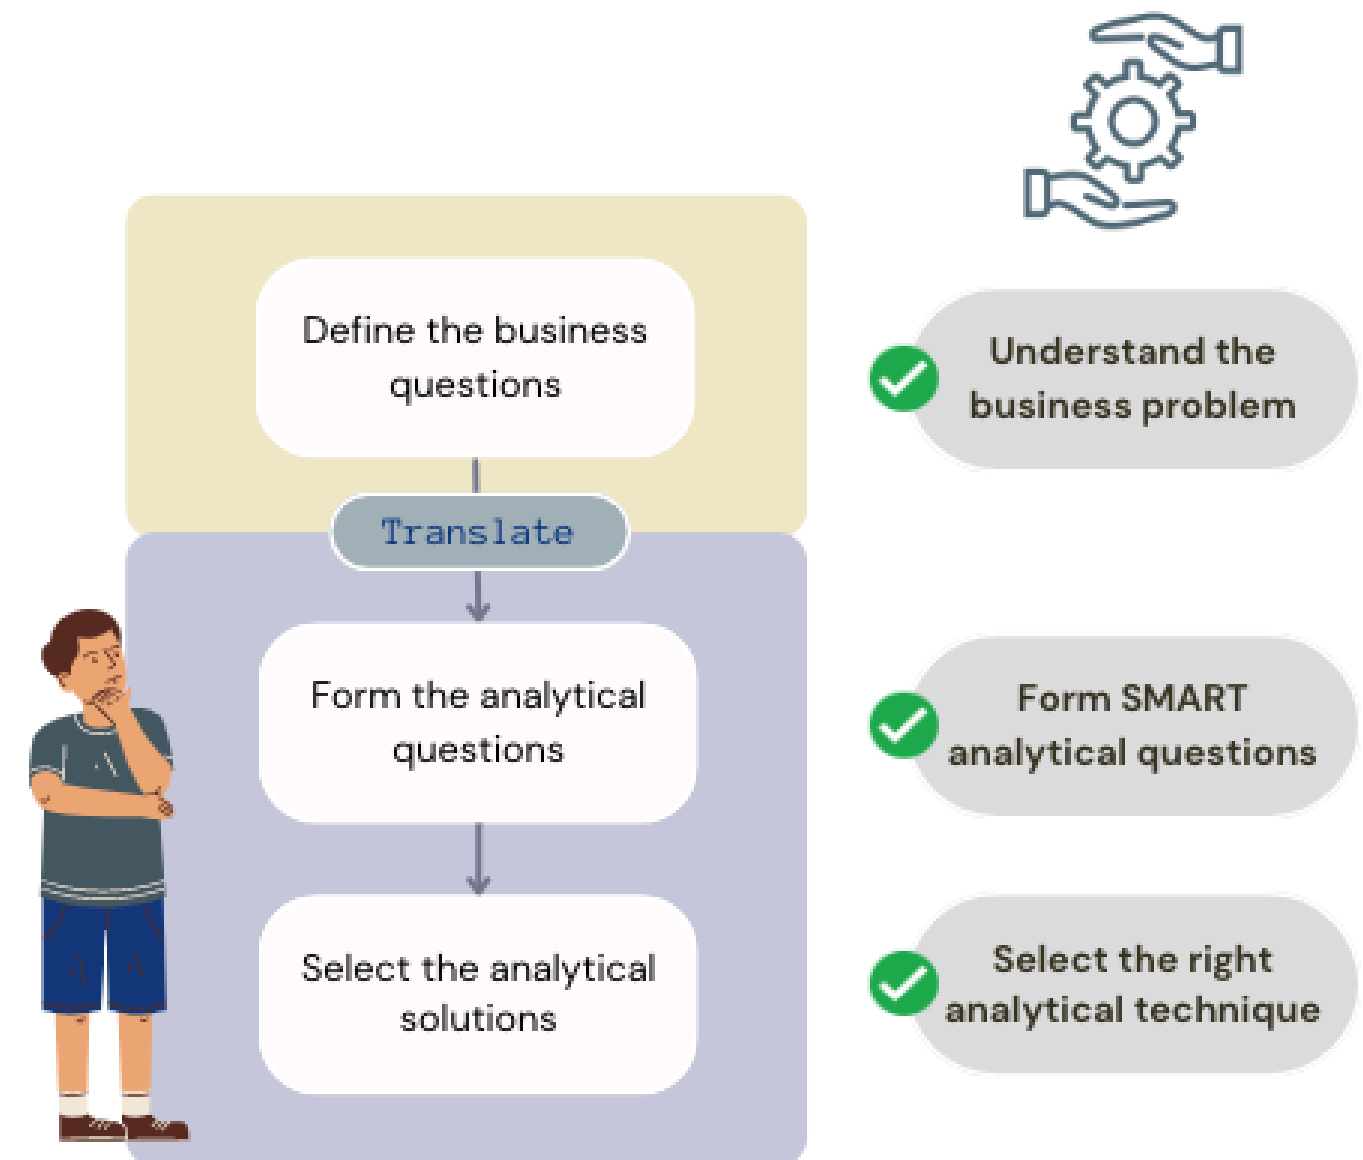 Define the business
questions
Understand the
business problem
Translate
Form the analytical
questions
Form SMART
analytical questions
Select the analytical
solutions
Select the right
analytical technique